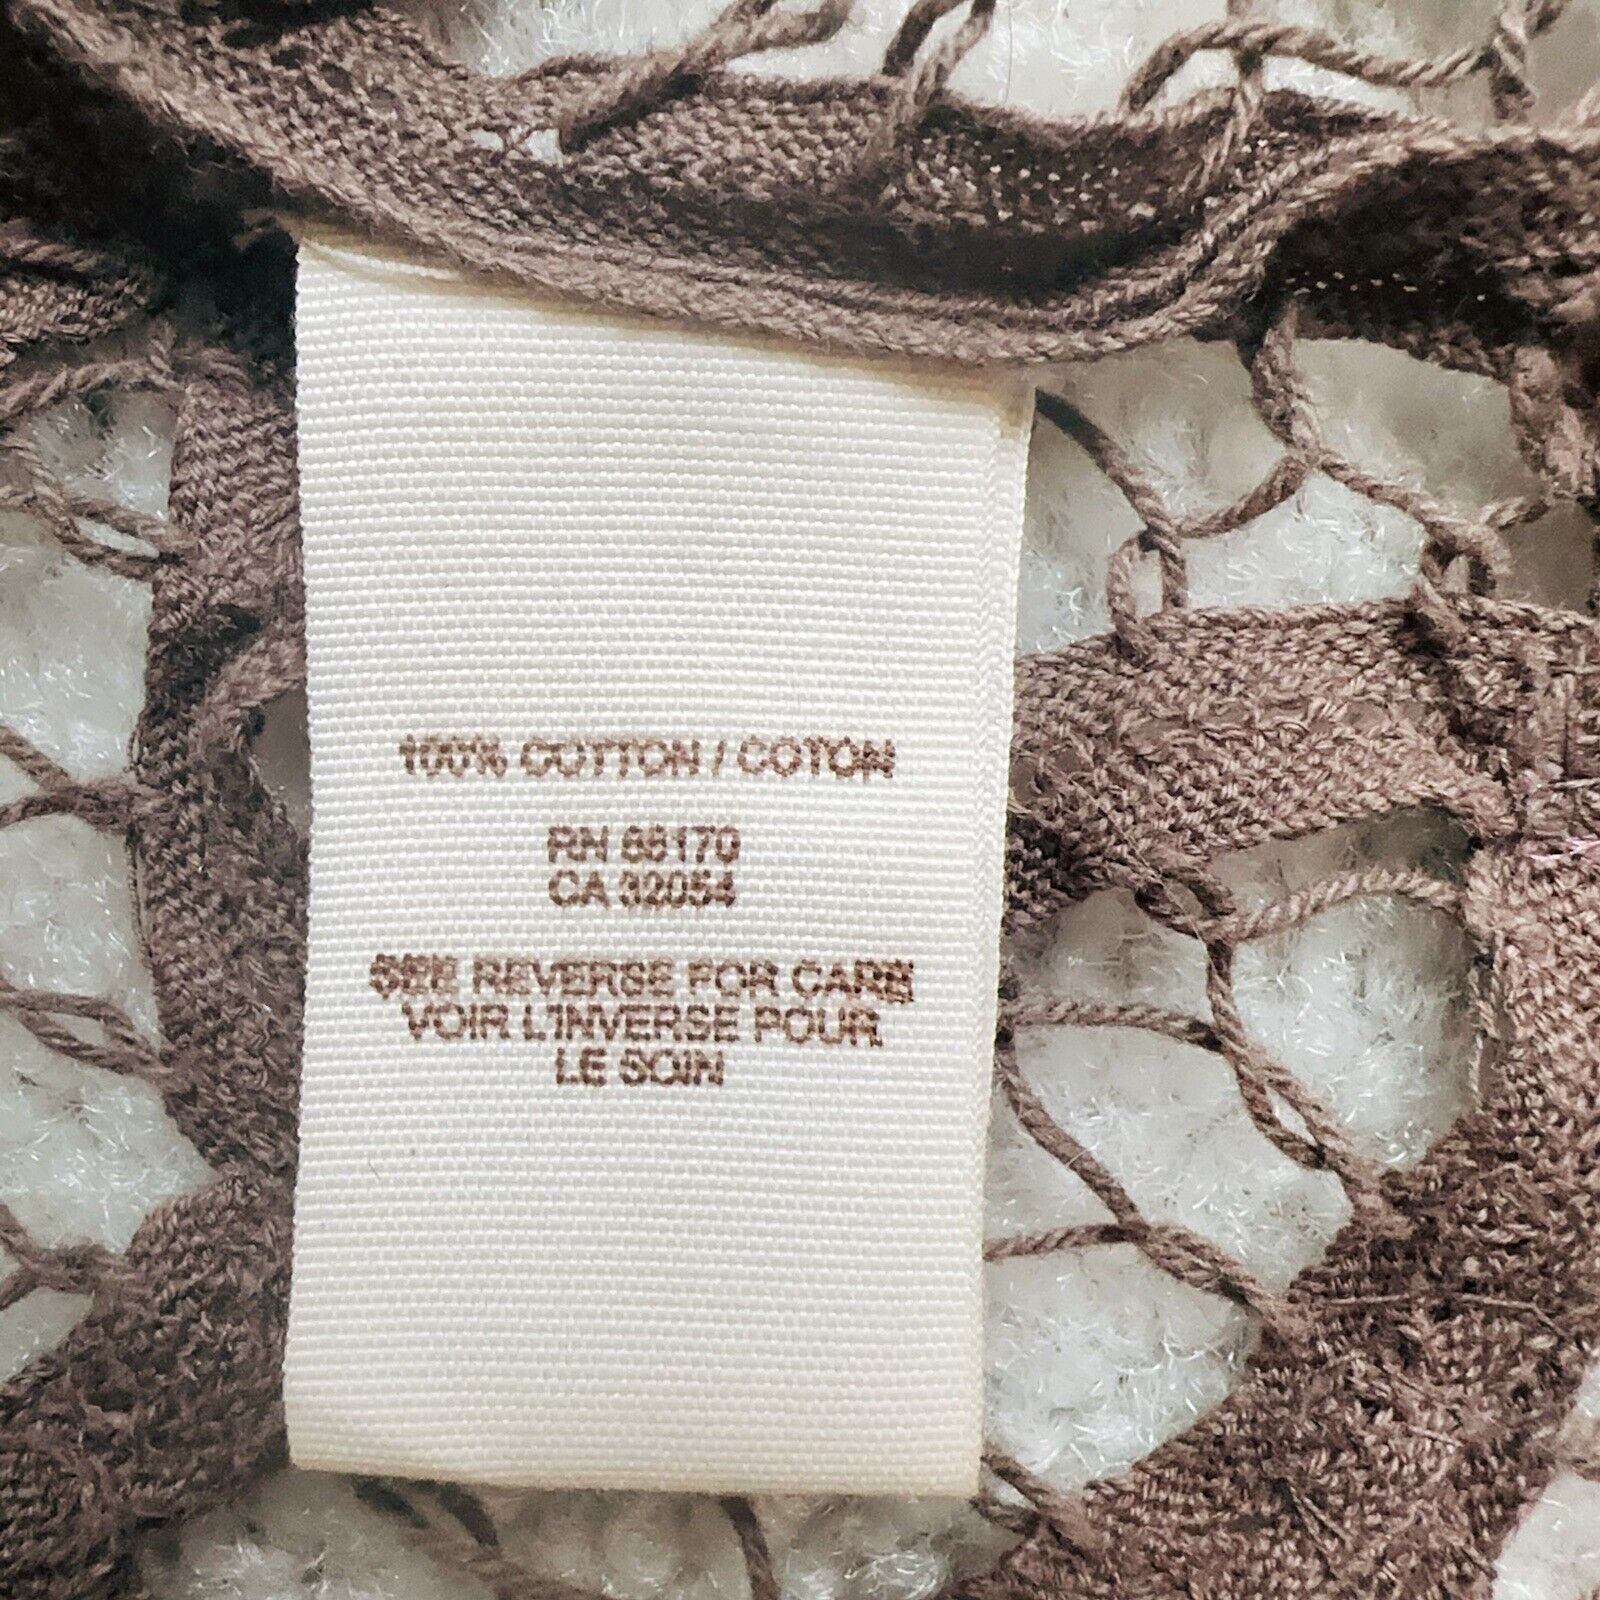 100% COTTON / COTON
RN 66170
CA 32054
SEE REVERSE FOR CARE
VOIR L'INVERSE POUR
LE SOIN